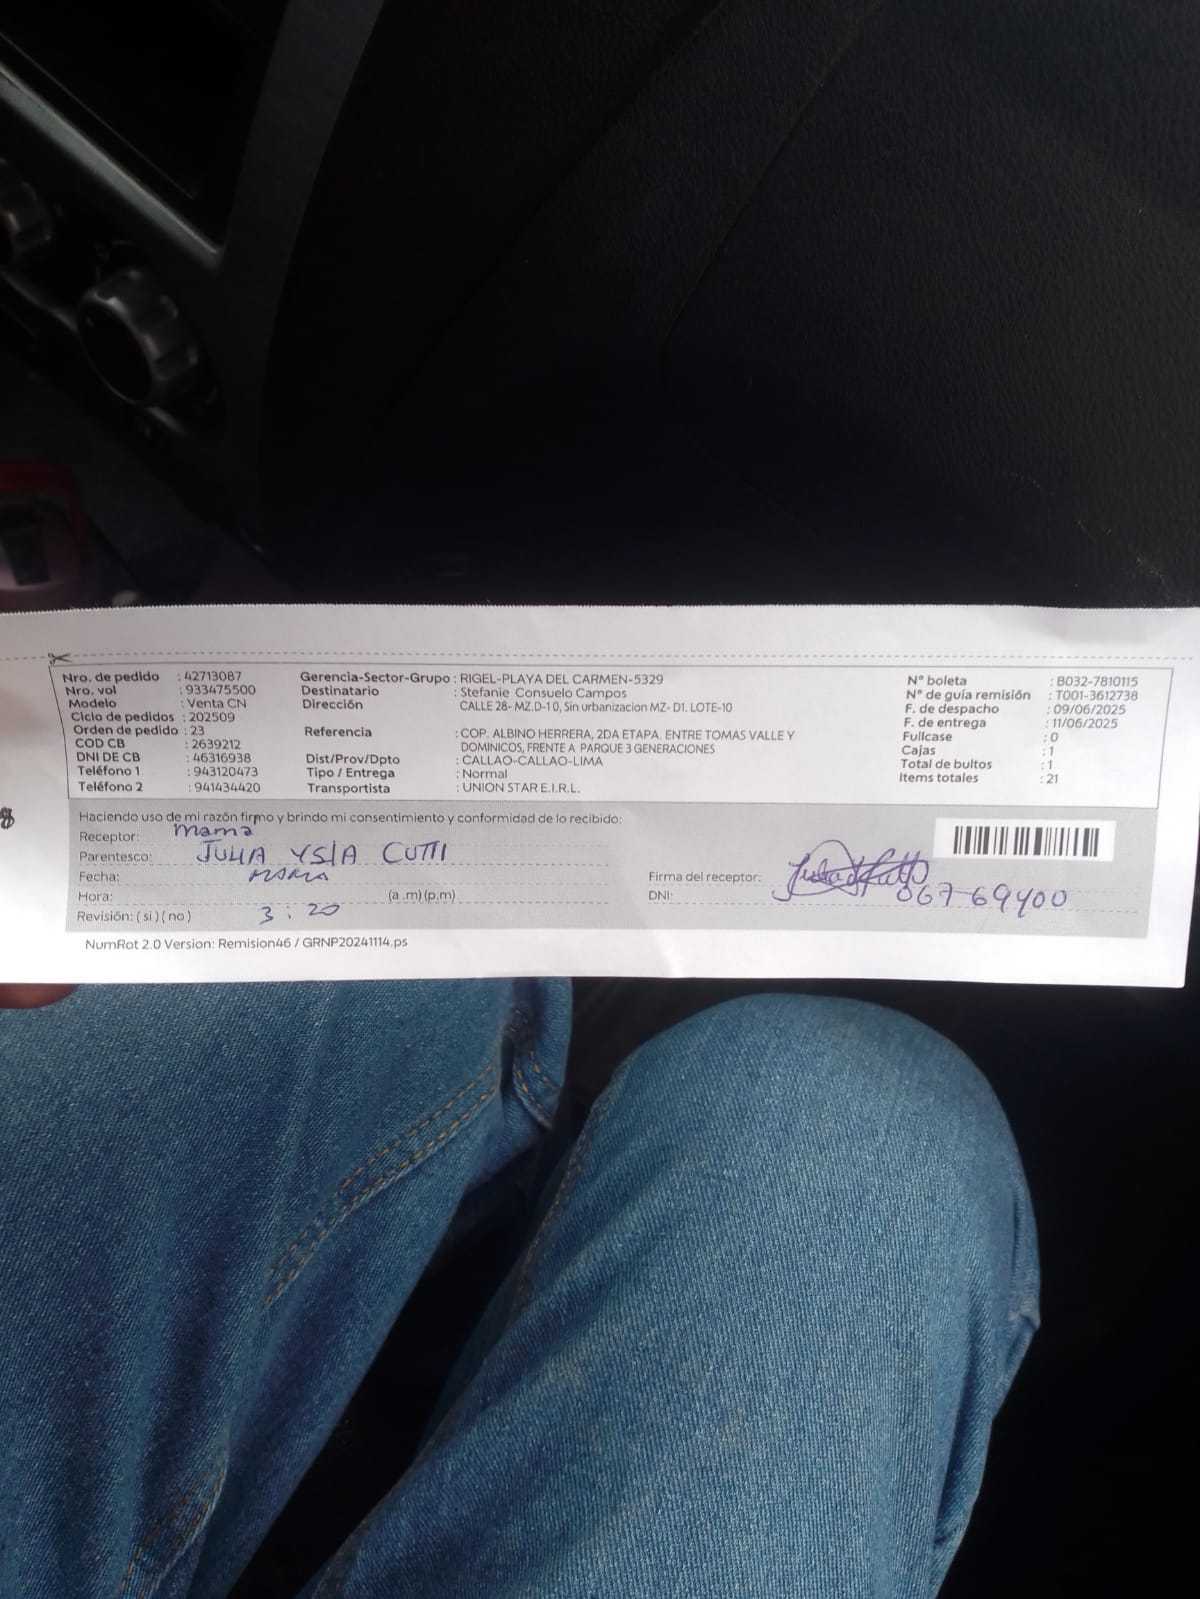 Nro. de pedido : 42713087
Nro. vol : 933475500
Modelo : Venta CN
Ciclo de pedidos : 202509
Orden de pedido : 23
COD CB : 2639212
DNI DE CB : 46316938
Teléfono 1 : 943120473
Teléfono 2 : 941434420
Gerencia-Sector-Grupo : RIGEL-PLAYA DEL CARMEN-5329
Destinatario : Stefanie Consuelo Campos
Dirección CALLE 28- MZ.D-10, Sin urbanizacion MZ- D1. LOTE-10
Referencia : COP. ALBINO HERRERA, 2DA ETAPA. ENTRE TOMAS VALLE Y
DOMINICOS, FRENTE A PARQUE 3 GENERACIONES
Dist/Prov/Dpto : CALLAO-CALLAO-LIMA
Tipo / Entrega : Normal
Transportista : UNION STAR E.I.R.L.
N° boleta : B032-7810115
N° de guía remisión : T001-3612738
F. de despacho : 09/06/2025
F. de entrega : 11/06/2025
Fullcase : 0
Cajas : 1
Total de bultos : 1
Items totales : 21
Haciendo uso de mi razón firmo y brindo mi consentimiento y conformidad de lo recibido:
Receptor: mama
Parentesco: JULIA YSIA CUTTI
Fecha: MAMA
Hora: (a .m) (p,m)
Revisión: ( si ) ( no ) 3 : 20
Firma del receptor:
DNI: 06769400
NumRot 2.0 Version: Remision46 / GRNP20241114.ps